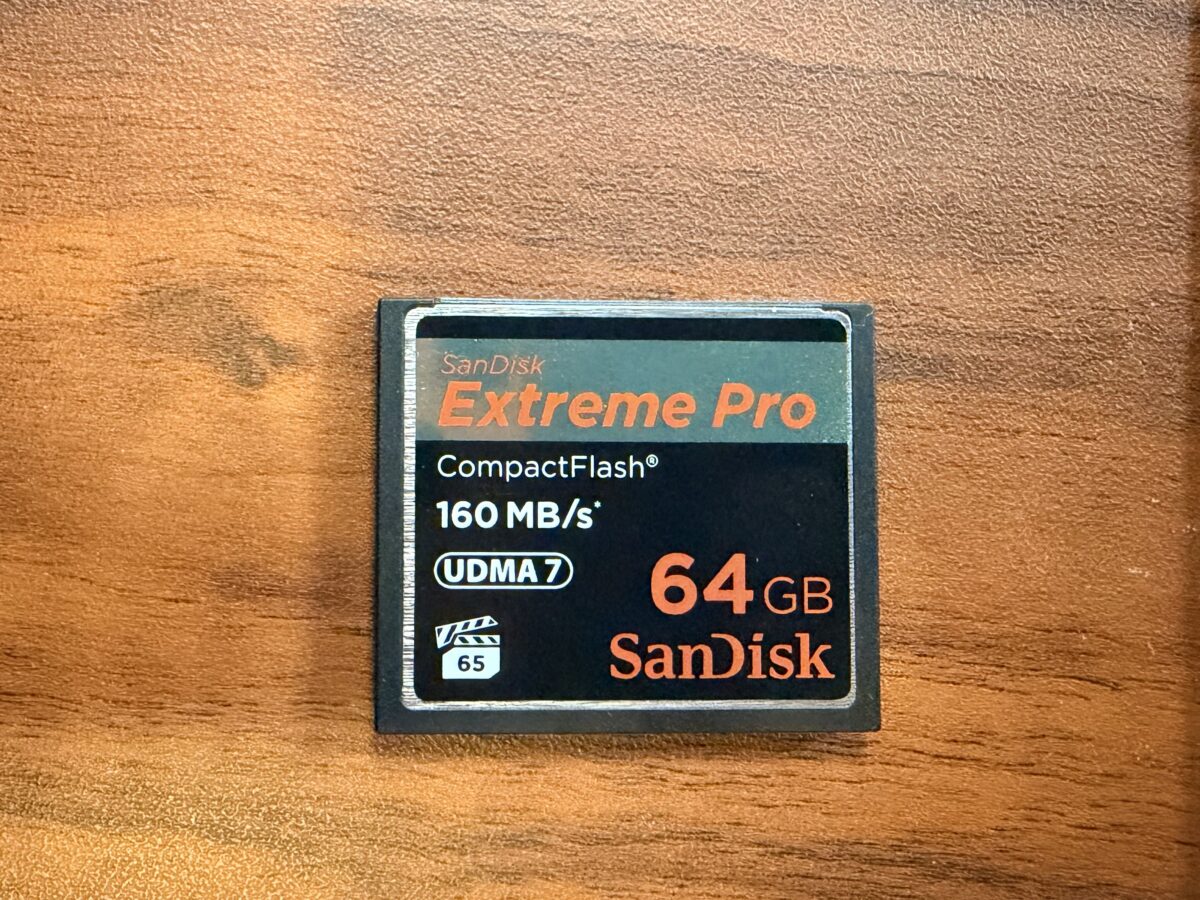 SanDisk
Extreme Pro
CompactFlash®
160 MB/s*
UDMA 7
64 GB
65
SanDisk